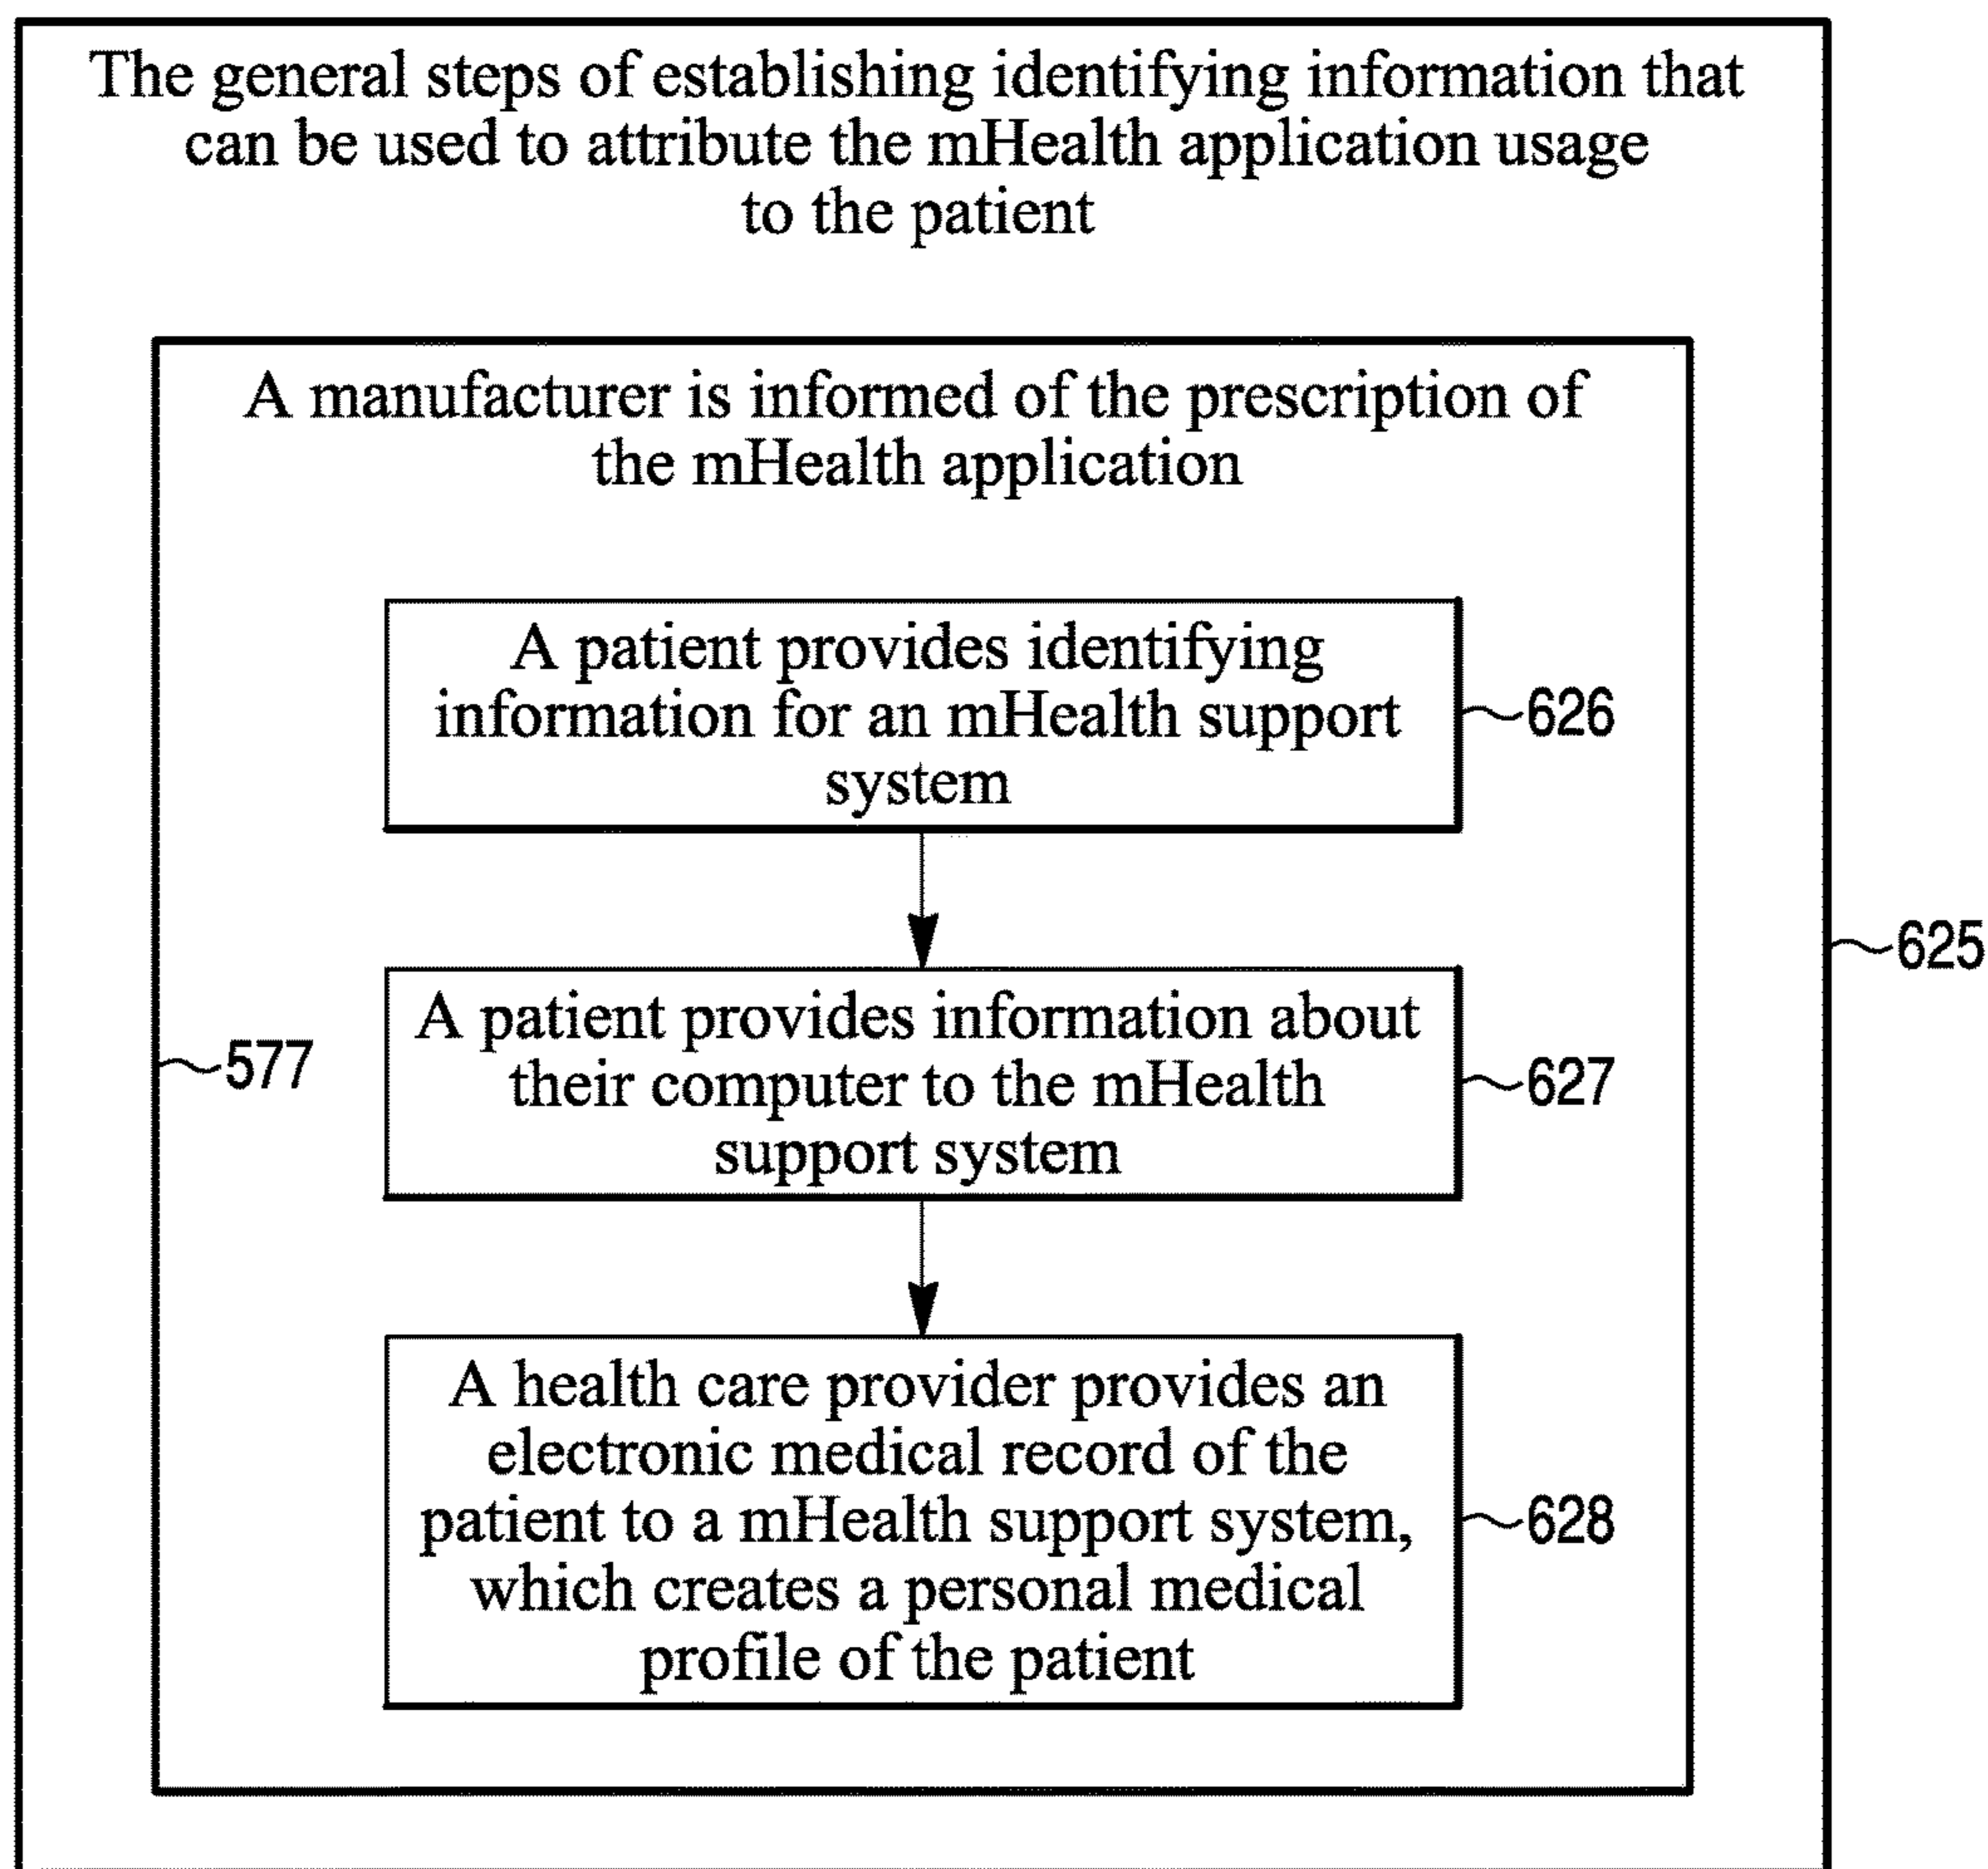 The general steps of establishing identifying information that
can be used to attribute the mHealth application usage
to the patient
A manufacturer is informed of the prescription of
the mHealth application
A patient provides identifying
information for an mHealth support
system
626
A patient provides information about
their computer to the mHealth
support system
627
625
577
A health care provider provides an
electronic medical record of the
patient to a mHealth support system,
which creates a personal medical
profile of the patient
628